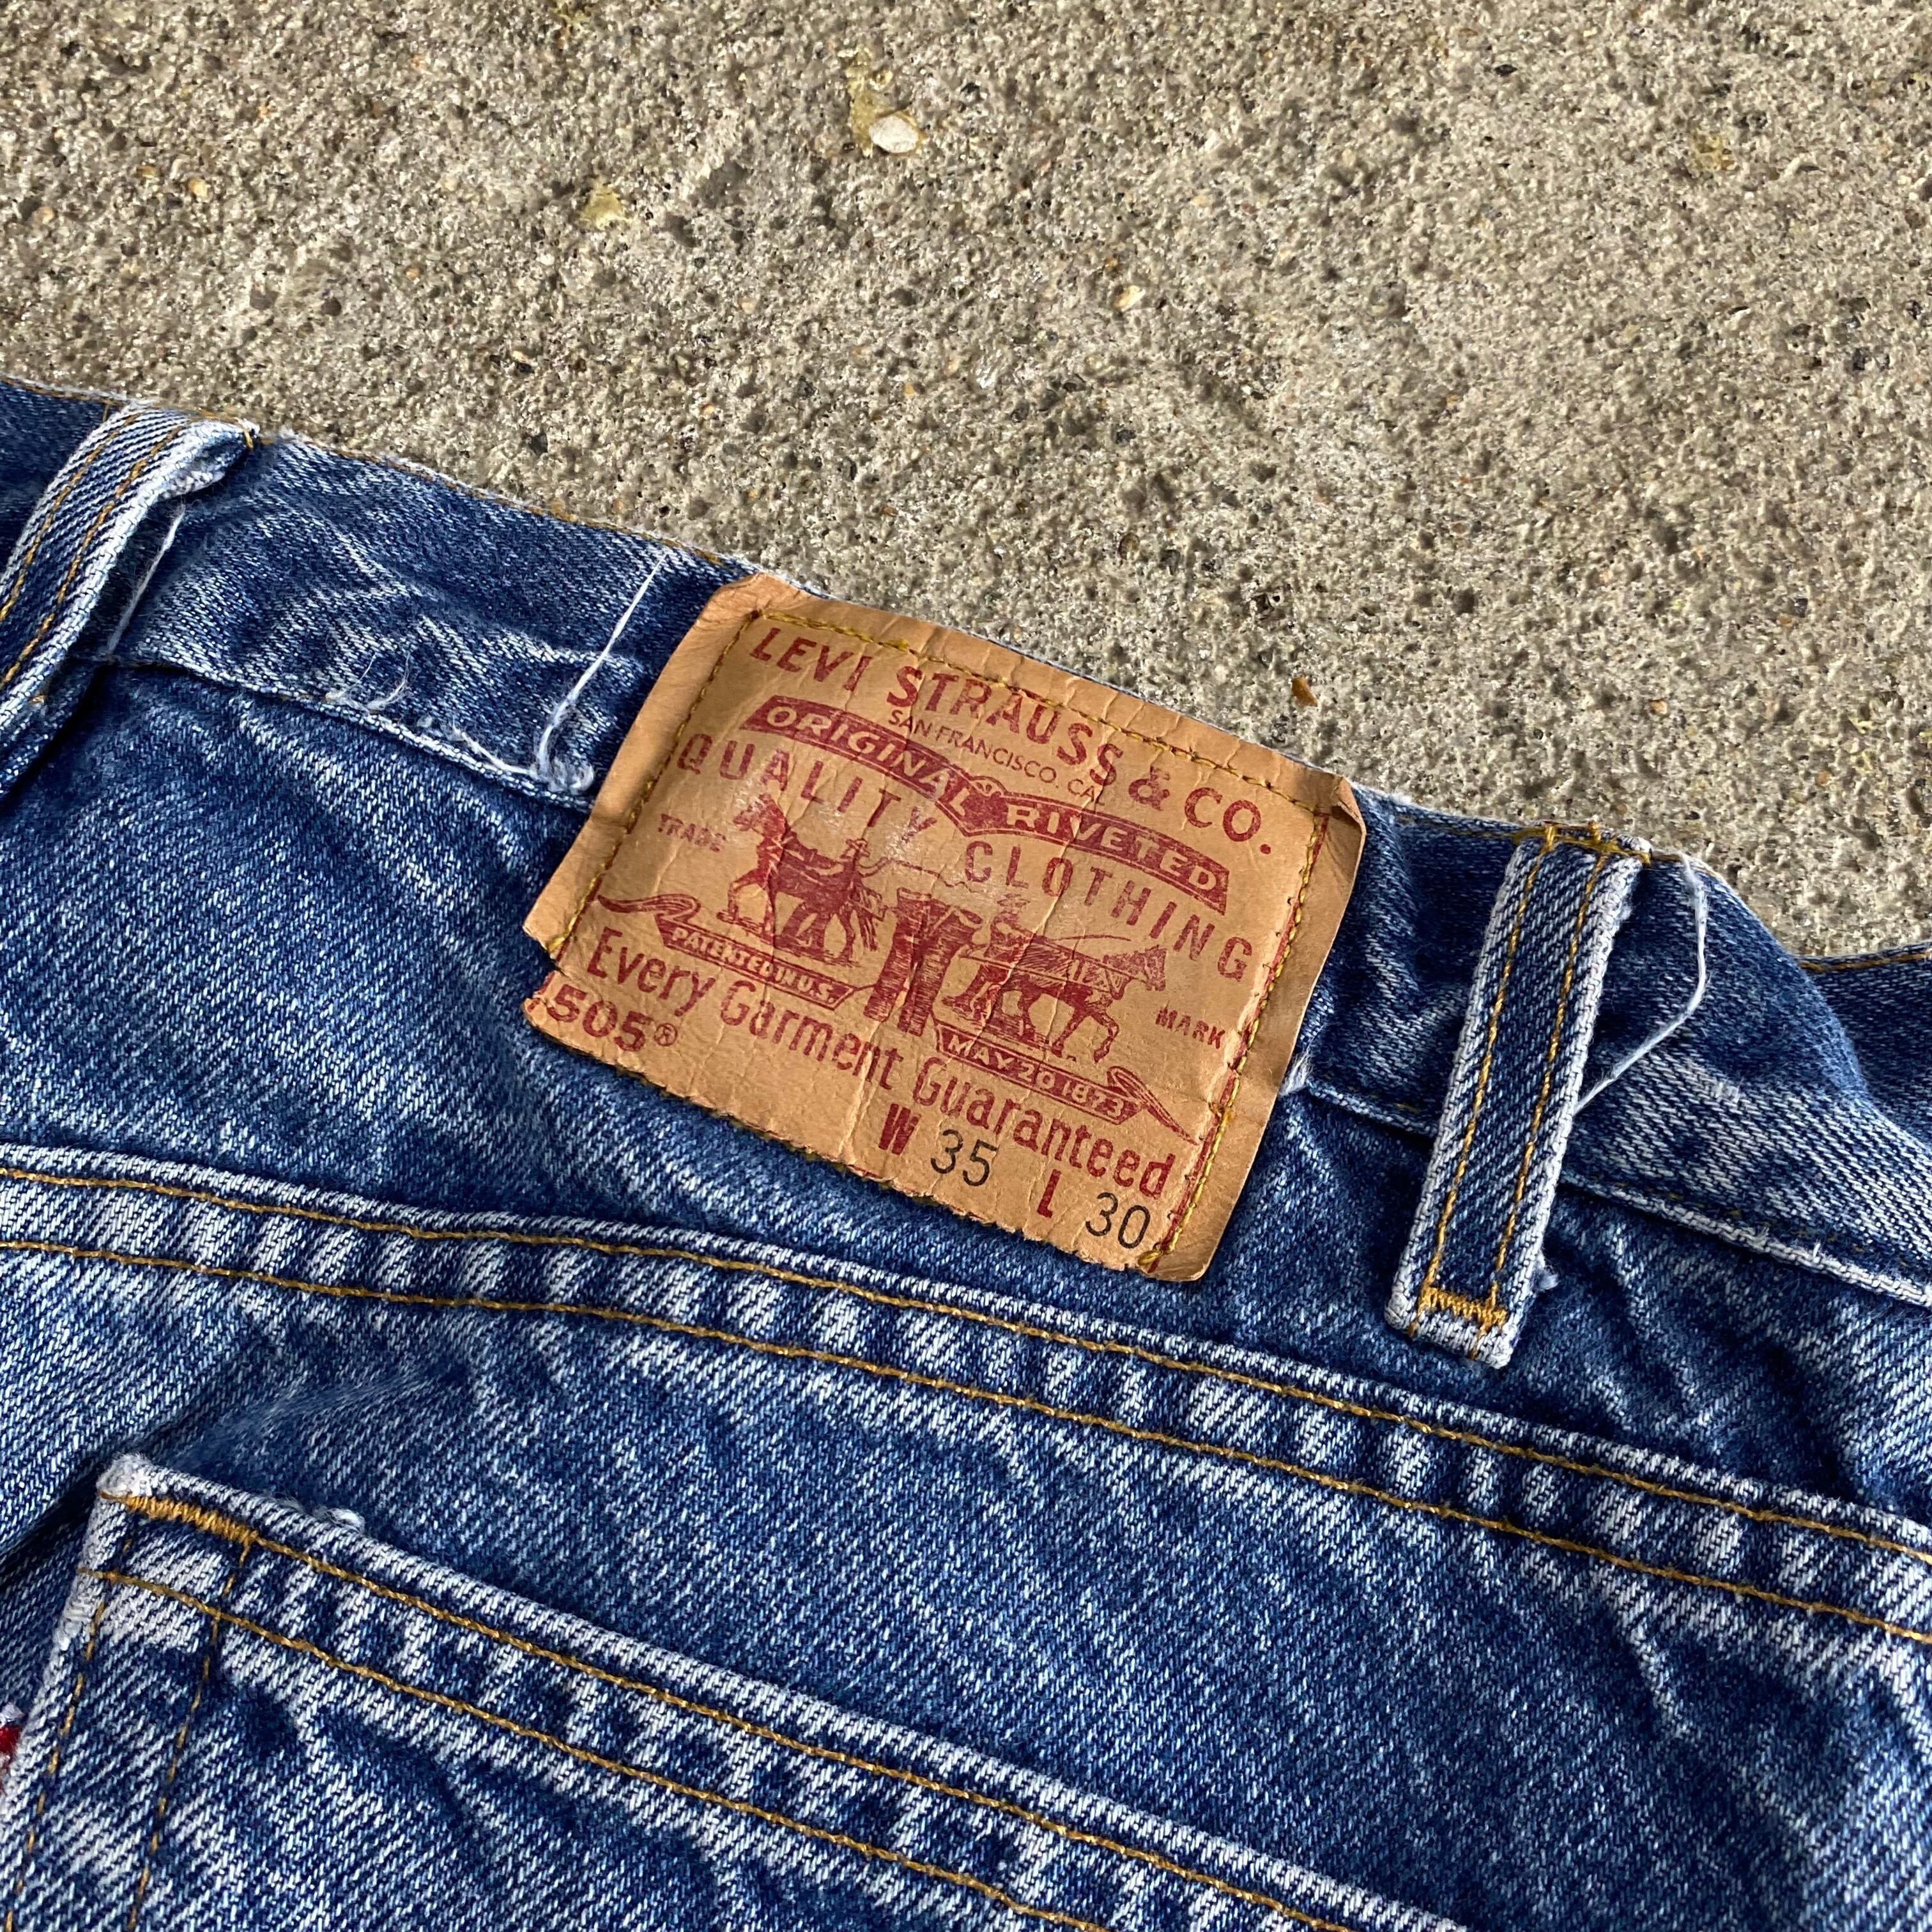 LEVI STRAUSS & CO.
SAN FRANCISCO. CA
ORIGINAL RIVETED
QUALITY CLOTHING
TRADE MARK
PATENTED IN U.S. MAY 20 1873
Every Garment Guaranteed
505®
W 35 L 30